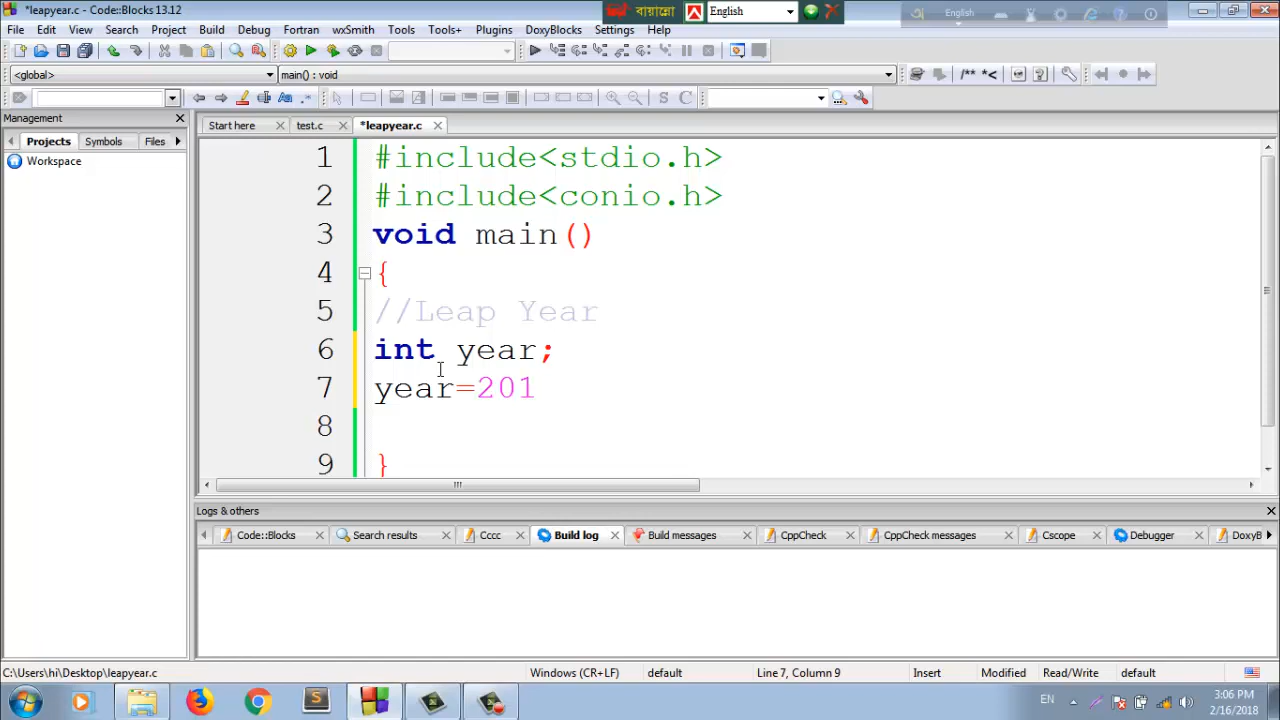 *leapyear.c - Code::Blocks 13.12
বায়ান্নো
English
English
File Edit View Search Project Build Debug Fortran wxSmith Tools Tools+ Plugins DoxyBlocks Settings Help
<global>
main() : void
/** *<
Management
Projects Symbols Files
Workspace
Start here test.c *leapyear.c
1 #include<stdio.h>
2 #include<conio.h>
3 void main()
4 {
5 //Leap Year
6 int year;
7 year=201
8
9 }
Logs & others
Code::Blocks Search results Cccc Build log Build messages CppCheck CppCheck messages Cscope Debugger DoxyB
C:\Users\hi\Desktop\leapyear.c Windows (CR+LF) default Line 7, Column 9 Insert Modified Read/Write default
EN
3:06 PM
2/16/2018